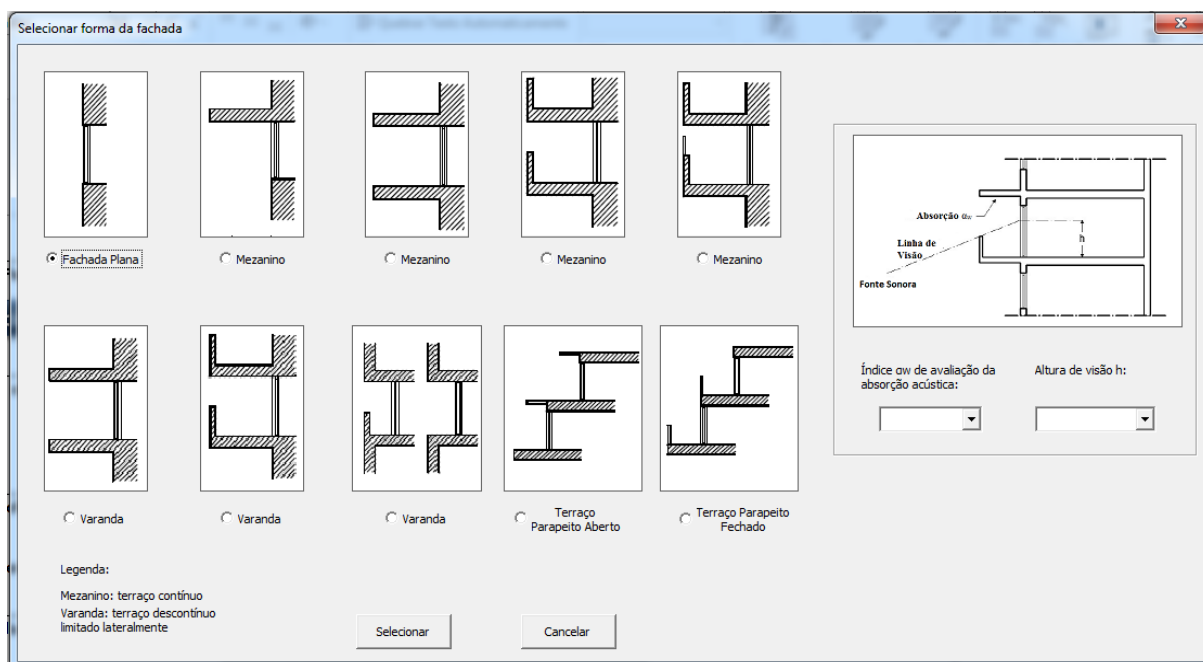 Selecionar forma da fachada
Fachada Plana
Mezanino
Mezanino
Mezanino
Mezanino
Absorção αw
Linha de
Visão
h
Fonte Sonora
Índice αw de avaliação da
absorção acústica:
Altura de visão h:
Varanda
Varanda
Varanda
Terraço
Parapeito Aberto
Terraço Parapeito
Fechado
Legenda:
Mezanino: terraço contínuo
Varanda: terraço descontínuo
limitado lateralmente
Selecionar
Cancelar